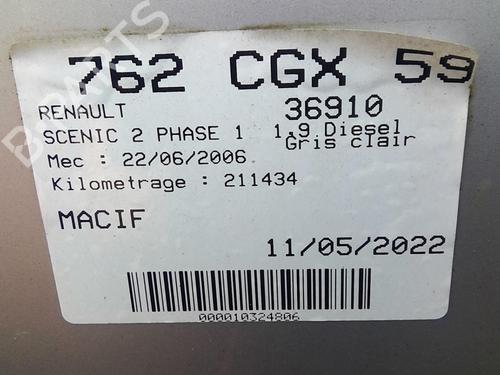 762 CGX 59
RENAULT 36910
SCENIC 2 PHASE 1 1.9 Diesel
Gris clair
Mec : 22/06/2006
Kilometrage : 211434
MACIF
11/05/2022
000010324806